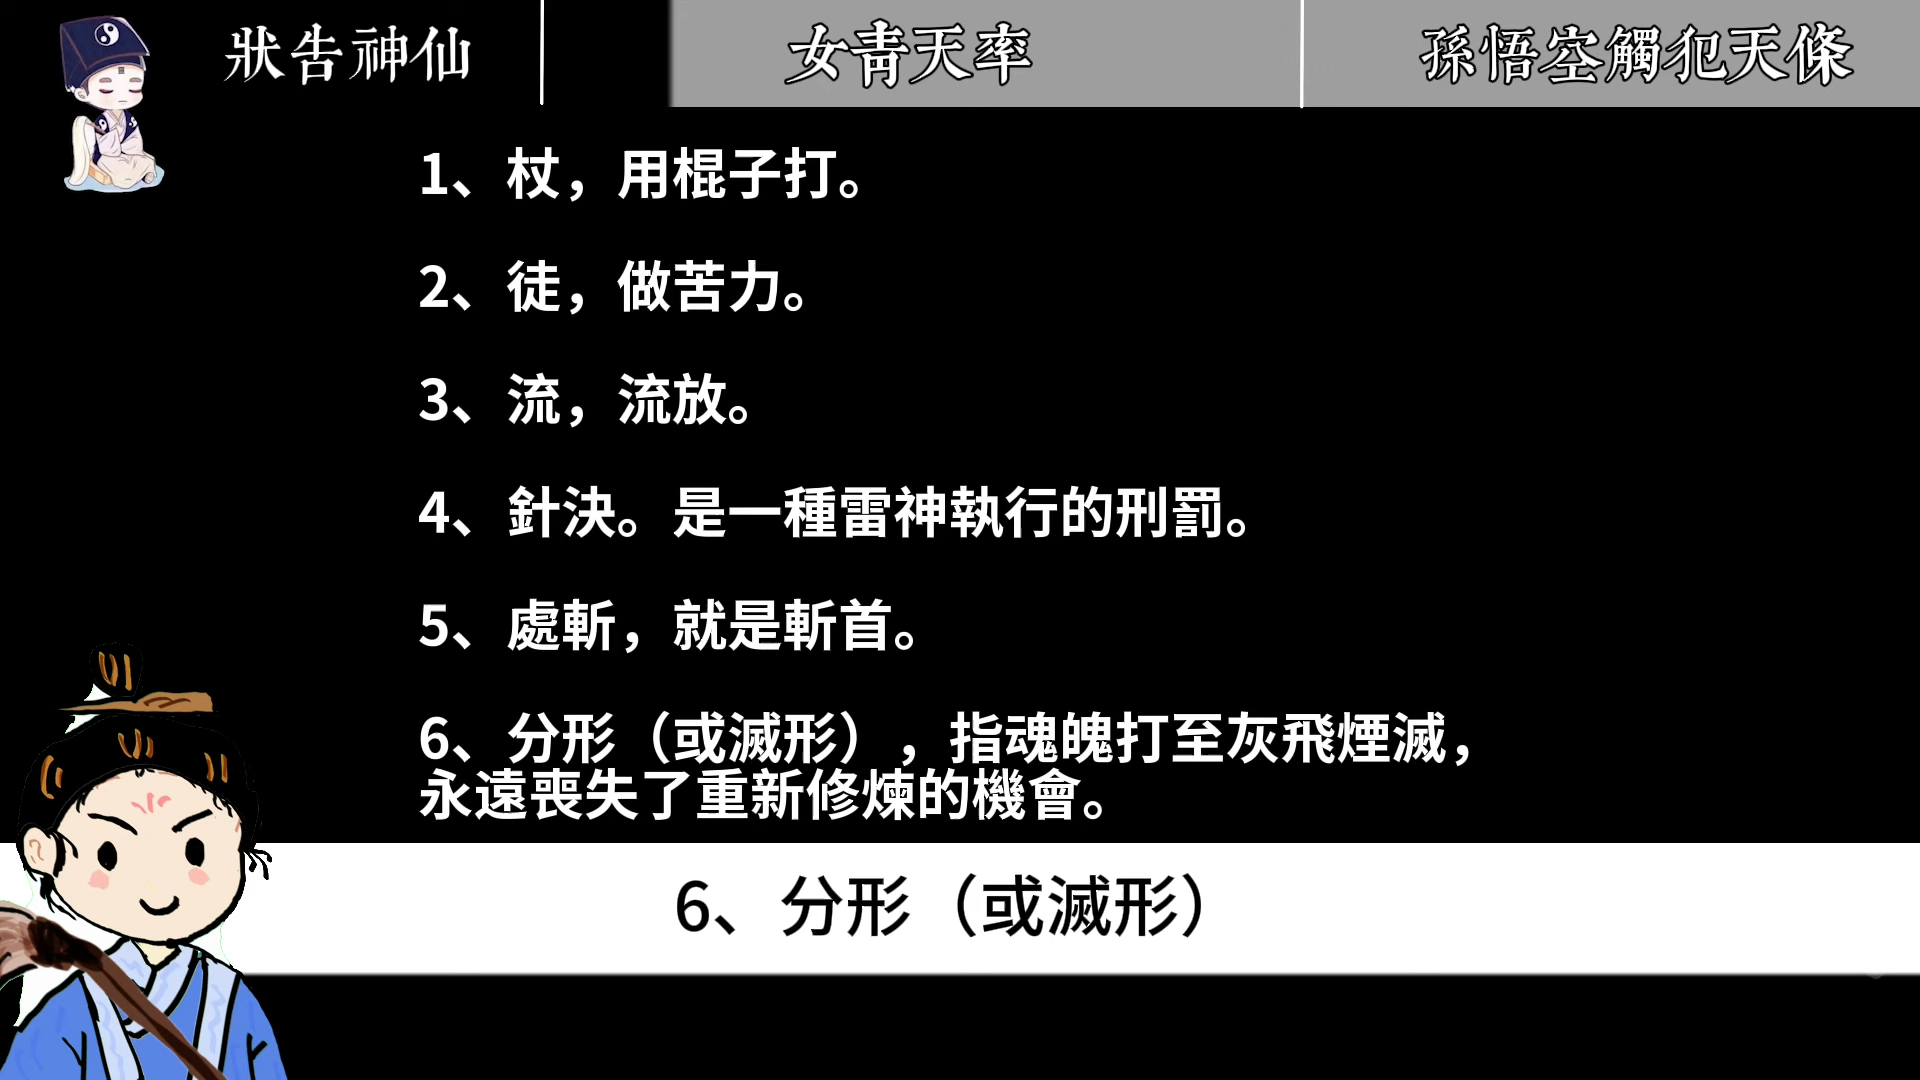 狀告神仙
女青天率
孫悟空觸犯天條
1、杖，用棍子打。
2、徒，做苦力。
3、流，流放。
4、針決。是一種雷神執行的刑罰。
5、處斬，就是斬首。
6、分形（或滅形），指魂魄打至灰飛煙滅，
永遠喪失了重新修煉的機會。
6、分形（或滅形）